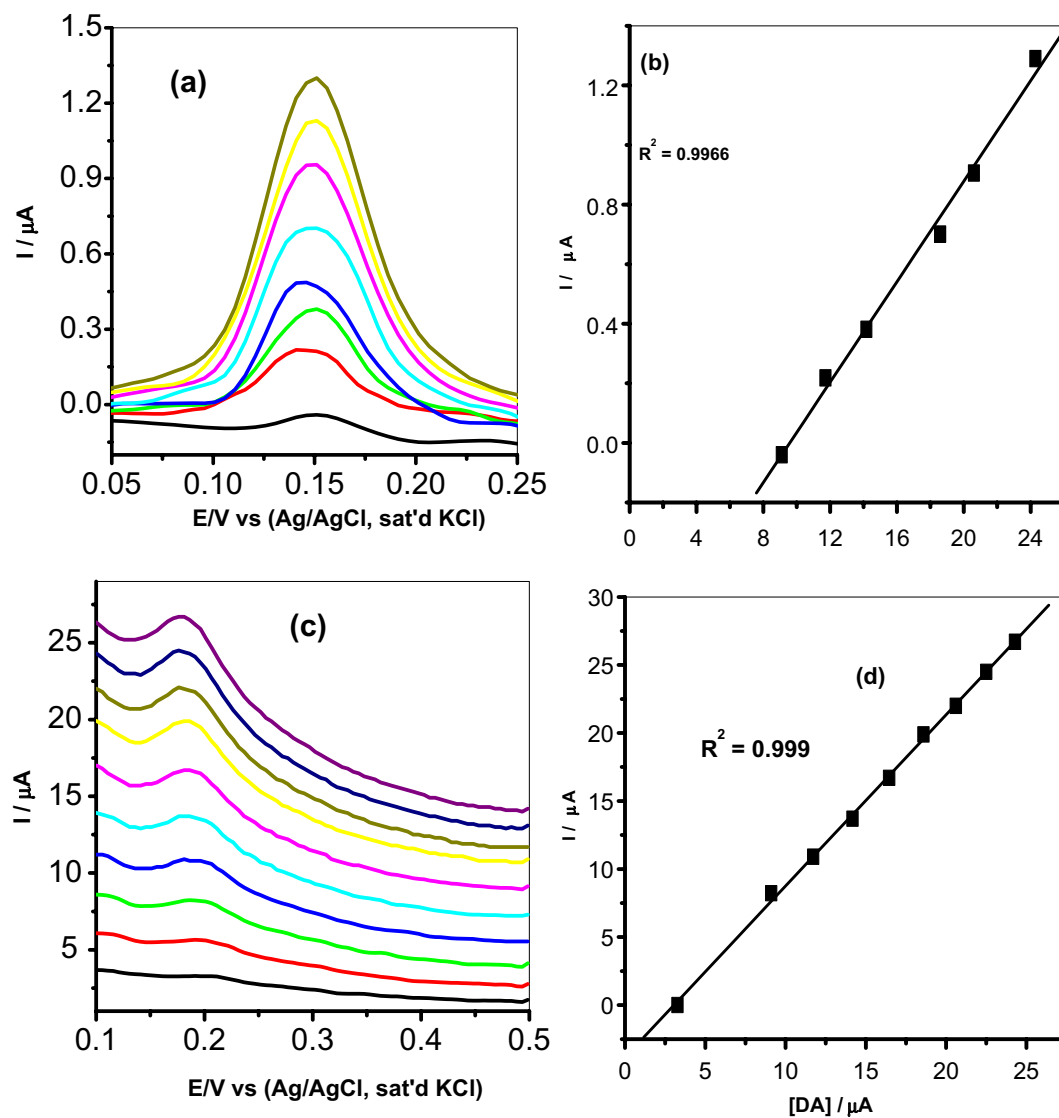 1.5
1.2
0.9
0.6
0.3
0.0
I / μA
(a)
0.05 0.10 0.15 0.20 0.25
E/V vs (Ag/AgCl, sat'd KCl)
(b)
1.2
0.8
0.4
0.0
I / μA
R² = 0.9966
0 4 8 12 16 20 24
25
20
15
10
5
I / μA
(c)
0.1 0.2 0.3 0.4 0.5
E/V vs (Ag/AgCl, sat'd KCl)
30
25
20
15
10
5
0
I / μA
(d)
R² = 0.999
0 5 10 15 20 25
[DA] / μA